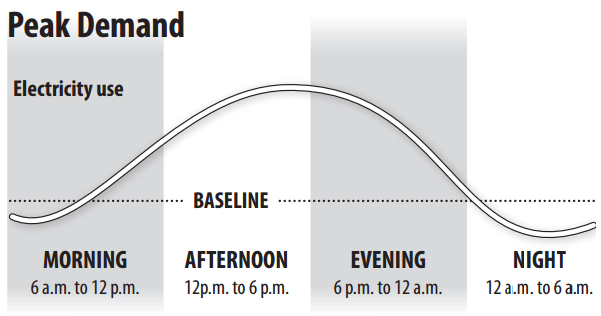 Peak Demand
Electricity use
BASELINE
MORNING
6 a.m. to 12 p.m.
AFTERNOON
12p.m. to 6 p.m.
EVENING
6 p.m. to 12 a.m.
NIGHT
12 a.m. to 6 a.m.